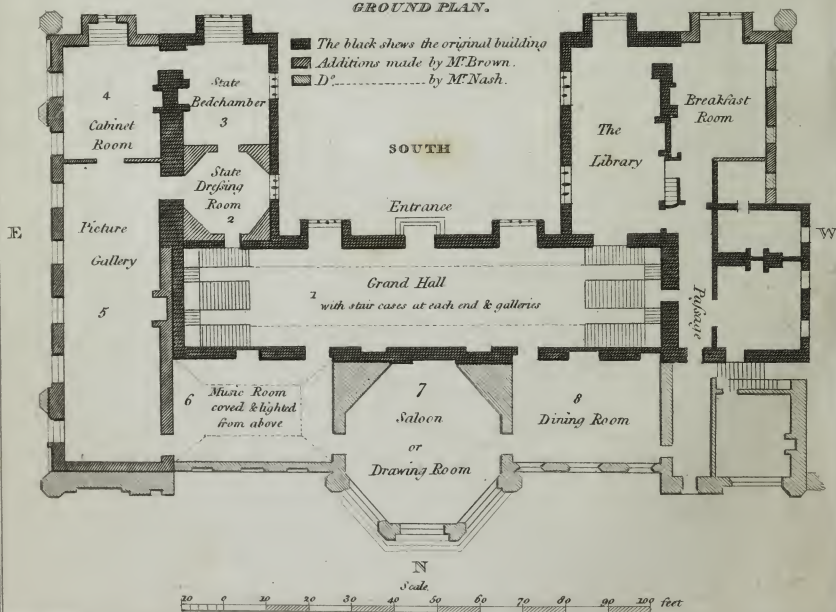 GROUND PLAN.
The black shews the original building
Additions made by Mr. Brown.
Do. by Mr. Nash.
4
Cabinet
Room
State
Bedchamber
3
State
Dreſsing
Room
2
SOUTH
Entrance
The
Library
Breakfast
Room
E
W
Picture
Gallery
5
1
Grand Hall
with stair cases at each end & galleries
Paſsage
6
Music Room
coved & lighted
from above
7
Saloon
or
Drawing Room
8
Dining Room
N
Scale.
10 0 10 20 30 40 50 60 70 80 90 100 feet